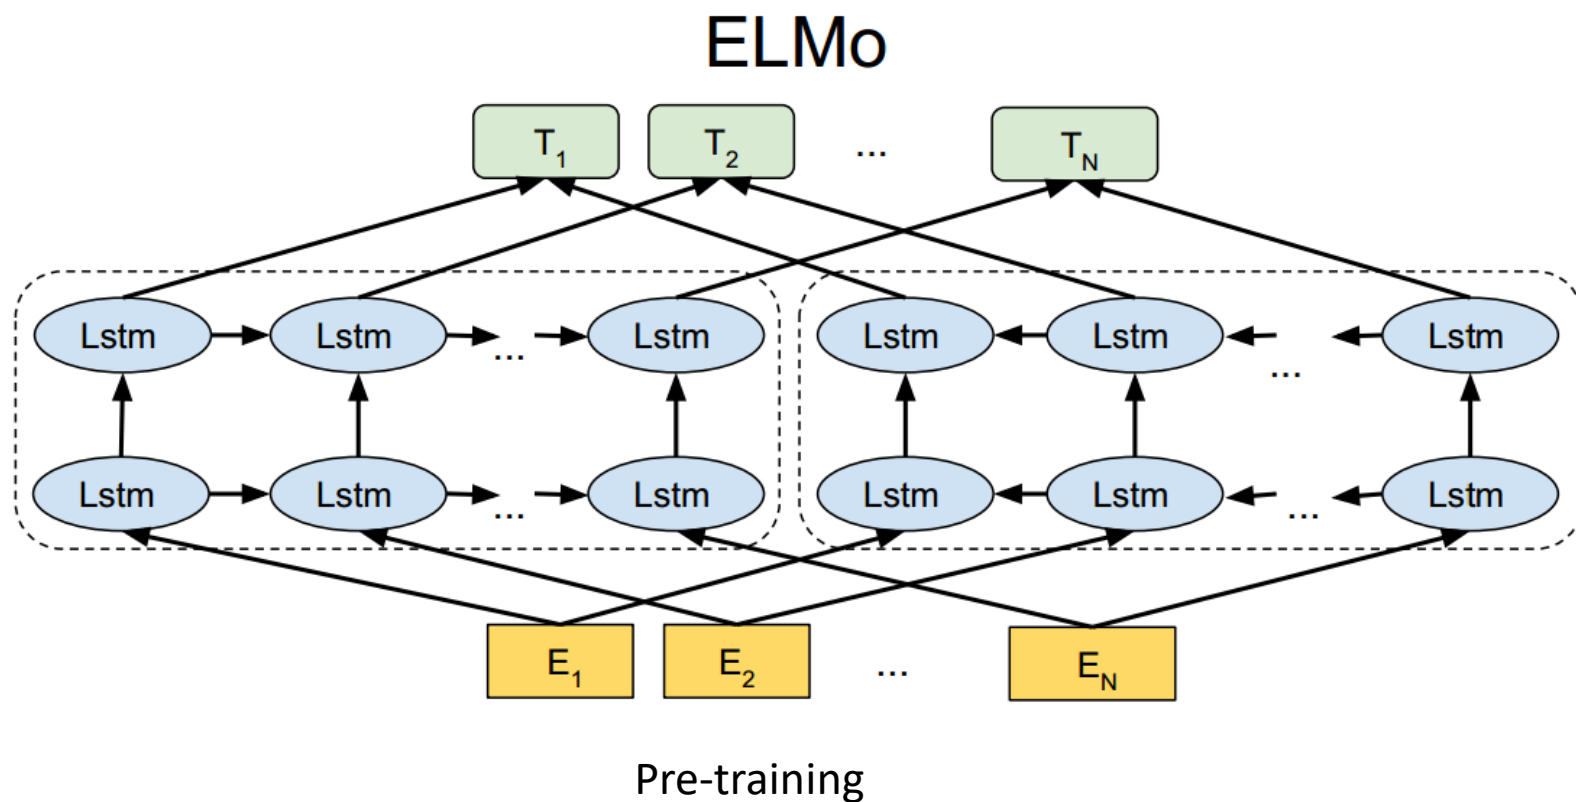 ELMo
T1 T2 ... TN
Lstm Lstm ... Lstm Lstm Lstm ... Lstm
Lstm Lstm ... Lstm Lstm Lstm ... Lstm
E1 E2 ... EN
Pre-training